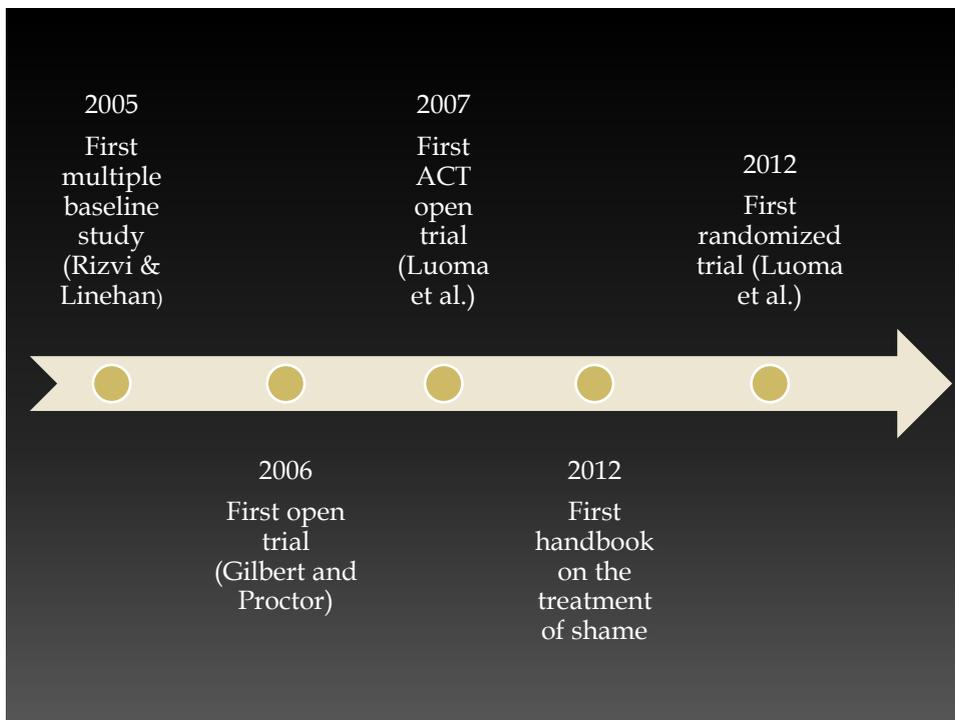 2005
First
multiple
baseline
study
(Rizvi &
Linehan)
2006
First open
trial
(Gilbert and
Proctor)
2007
First
ACT
open
trial
(Luoma
et al.)
2012
First
handbook
on the
treatment
of shame
2012
First
randomized
trial (Luoma
et al.)